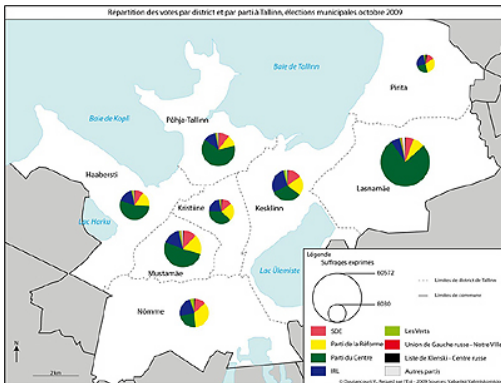 Répartition des votes par district et par parti à Tallinn, élections municipales octobre 2009
Baie de Tallinn
Pirita
Baie de Kopli
Põhja-Tallinn
Haabersti
Lasnamäe
Kristiine
Kesklinn
Lac Harku
Mustamäe
Lac Ülemiste
Nõmme
Légende
Suffrages exprimés
60572
8030
Limites de district de Tallinn
Limites de commune
SDE
Parti de la Réforme
Parti du Centre
IRL
Les Verts
Union de Gauche russe - Notre Ville
Liste de Klenski - Centre russe
Autres partis
N
2 km